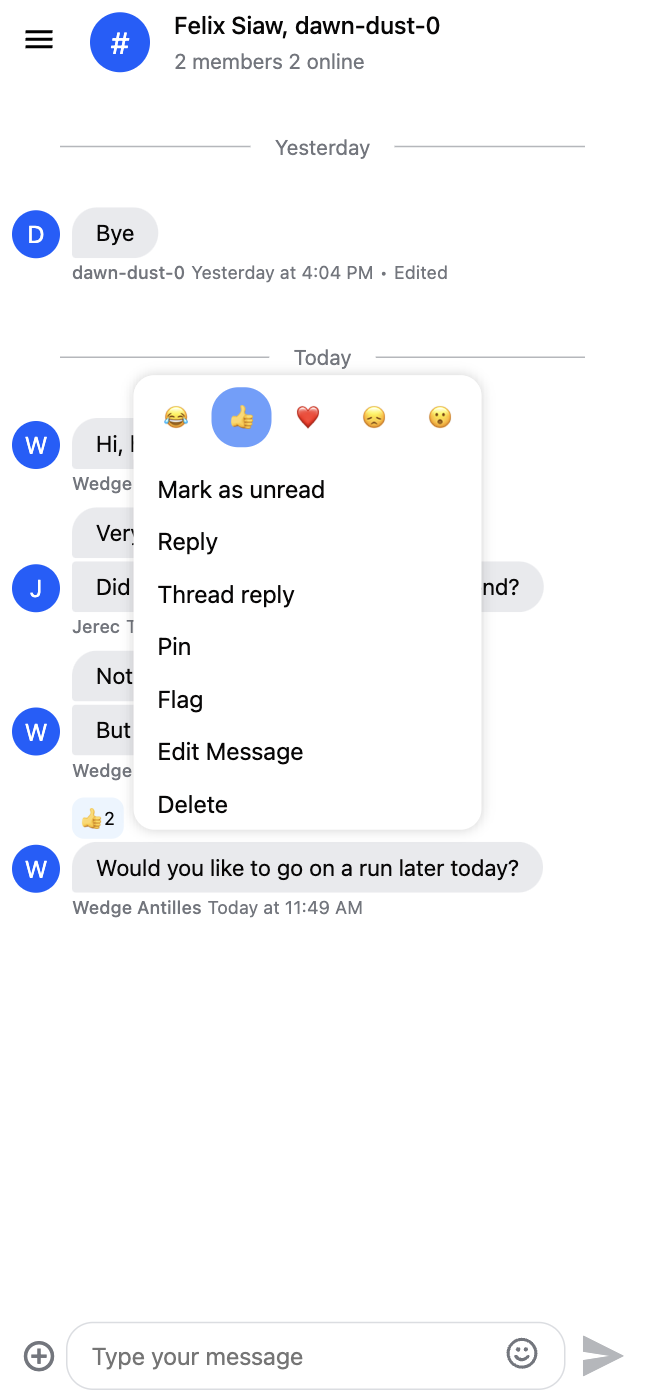 #
Felix Siaw, dawn-dust-0
2 members 2 online
Yesterday
D
Bye
dawn-dust-0 Yesterday at 4:04 PM • Edited
Today
W
Hi,
Wedge
Very
J
Did
nd?
Jerec
Not
W
But
Wedge
Mark as unread
Reply
Thread reply
Pin
Flag
Edit Message
Delete
2
W
Would you like to go on a run later today?
Wedge Antilles Today at 11:49 AM
Type your message